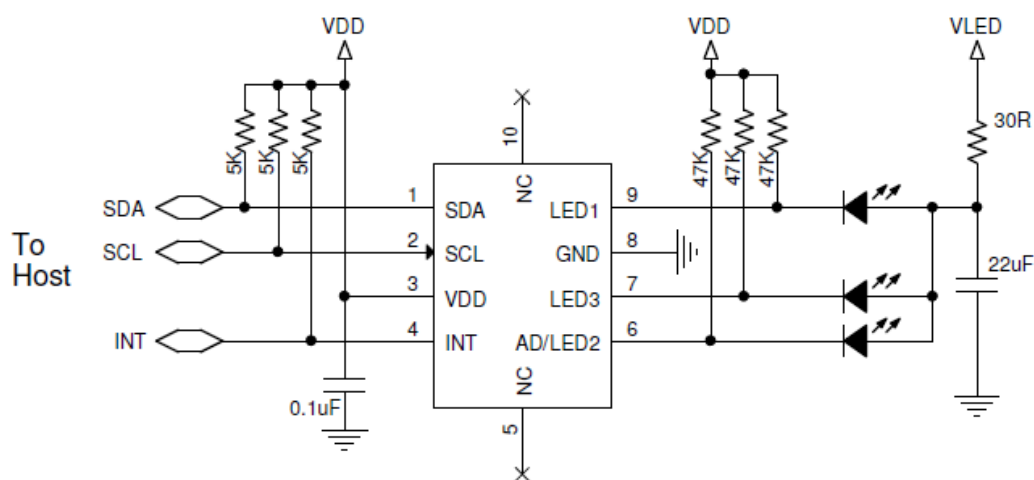 VDD
VDD
VLED
5K
5K
5K
10
47K
47K
47K
30R
NC
SDA
1
SDA
LED1
9
To
Host
SCL
2
SCL
GND
8
22uF
3
VDD
LED3
7
INT
4
INT
AD/LED2
6
0.1uF
NC
5